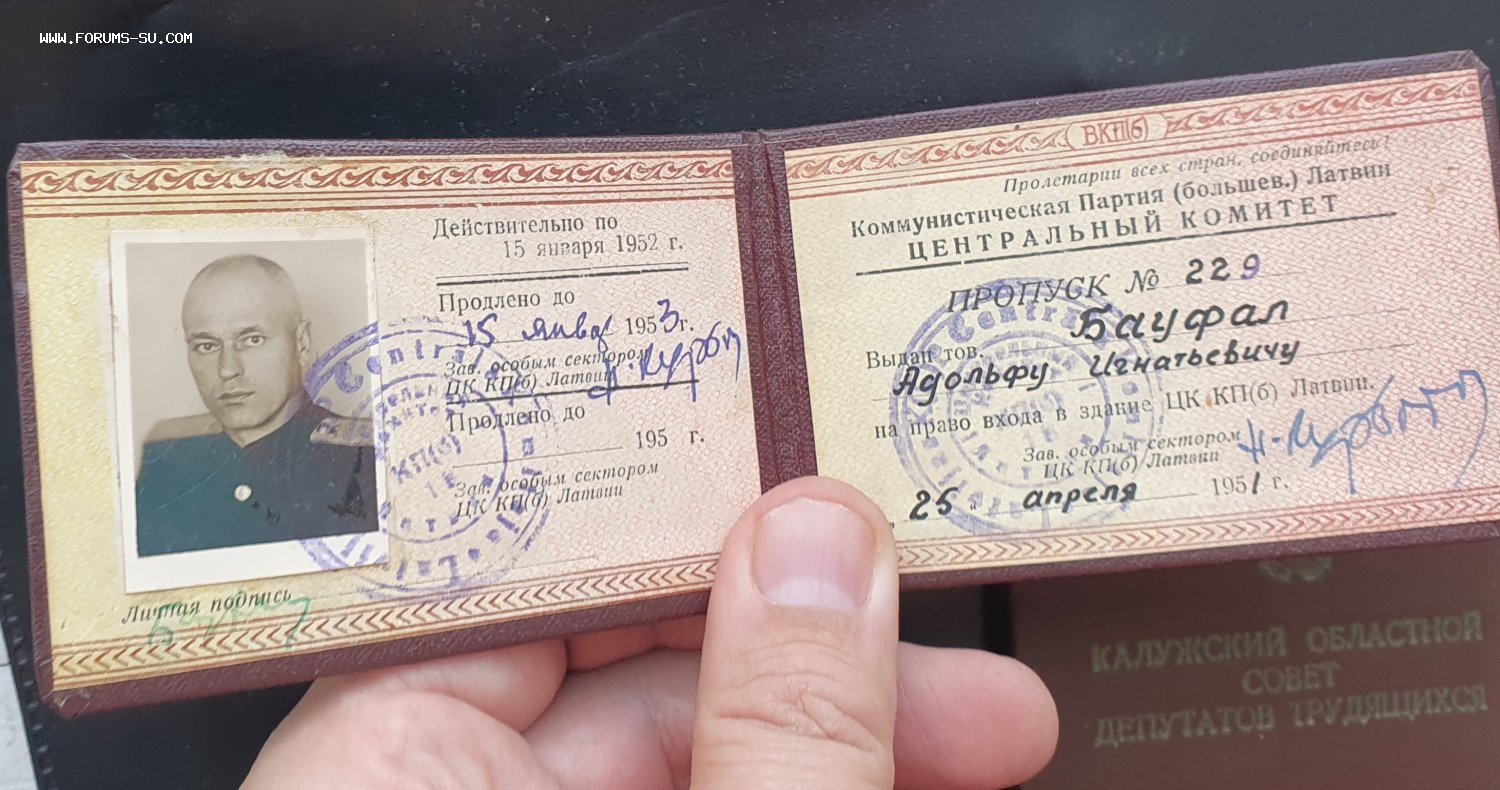 WWW.FORUMS-SU.COM
Действительно по
15 января 1952 г.
Продлено до
15 янва 1953г.
Зав. особым сектором
ЦК КП(б) Латвии
Продлено до
195 г.
Зав. особым сектором
ЦК КП(б) Латвии
Личная подпись
ВКП(б)
Пролетарии всех стран, соединяйтесь!
Коммунистическая Партия (большев.) Латвии
ЦЕНТРАЛЬНЫЙ КОМИТЕТ
ПРОПУСК № 229
Выдан тов. Бауфал
Адольфу Игнатьевичу
на право входа в здание ЦК КП(б) Латвии.
Зав. особым сектором
ЦК КП(б) Латвии
„25" апреля 1951 г.
Central
КП(б)
КАЛУЖСКИЙ ОБЛАСТНОЙ
СОВЕТ
ДЕПУТАТОВ ТРУДЯЩИХСЯ